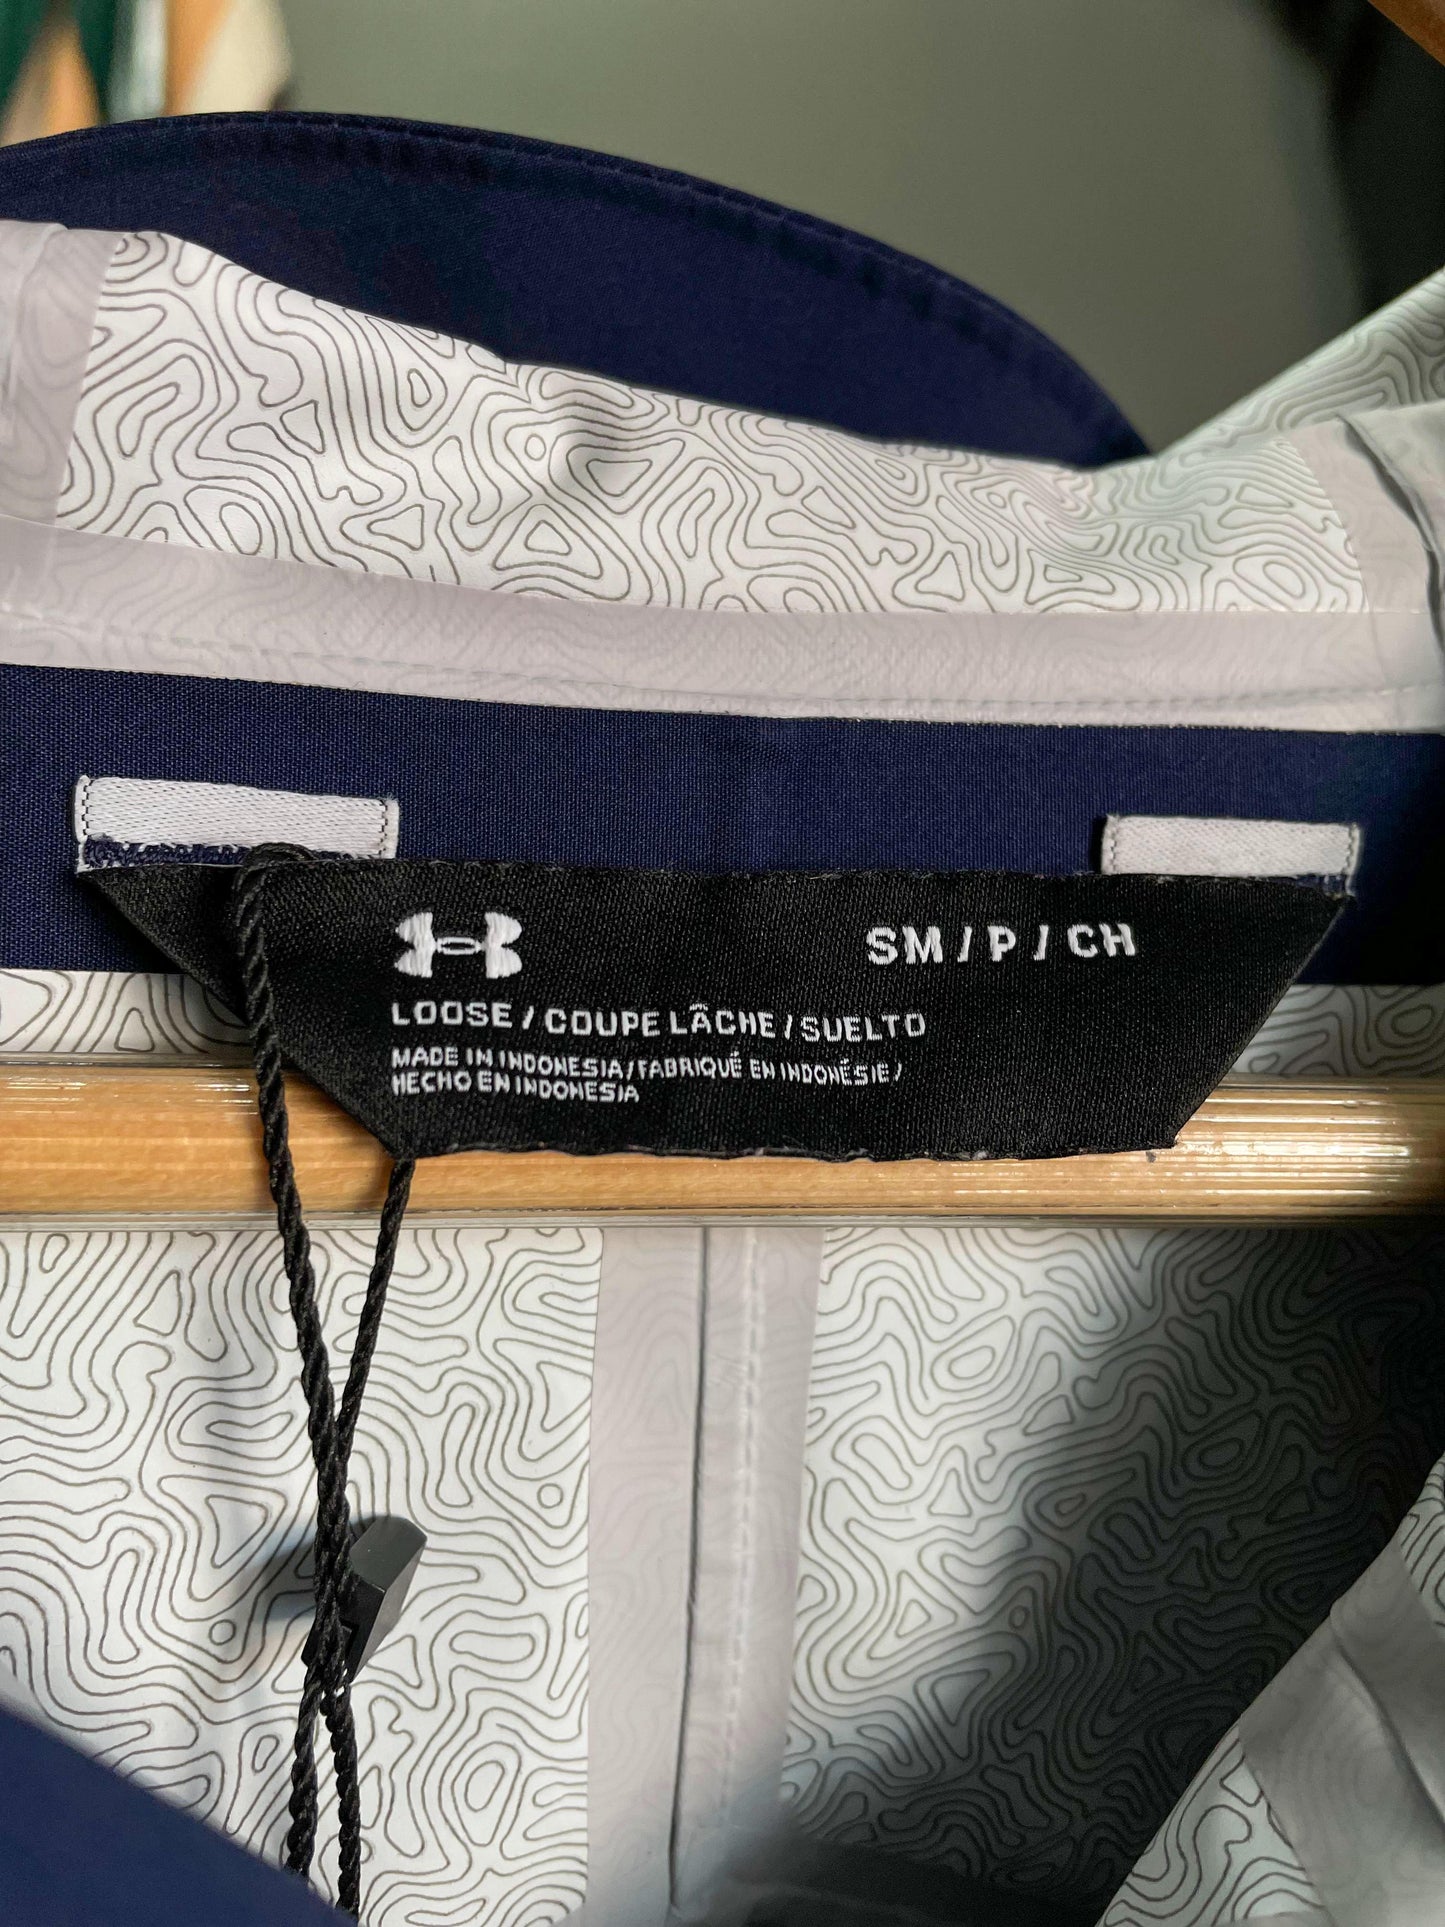 SM / P / CH
LOOSE / COUPE LÂCHE / SUELTO
MADE IN INDONESIA / FABRIQUÉ EN INDONÉSIE /
HECHO EN INDONESIA